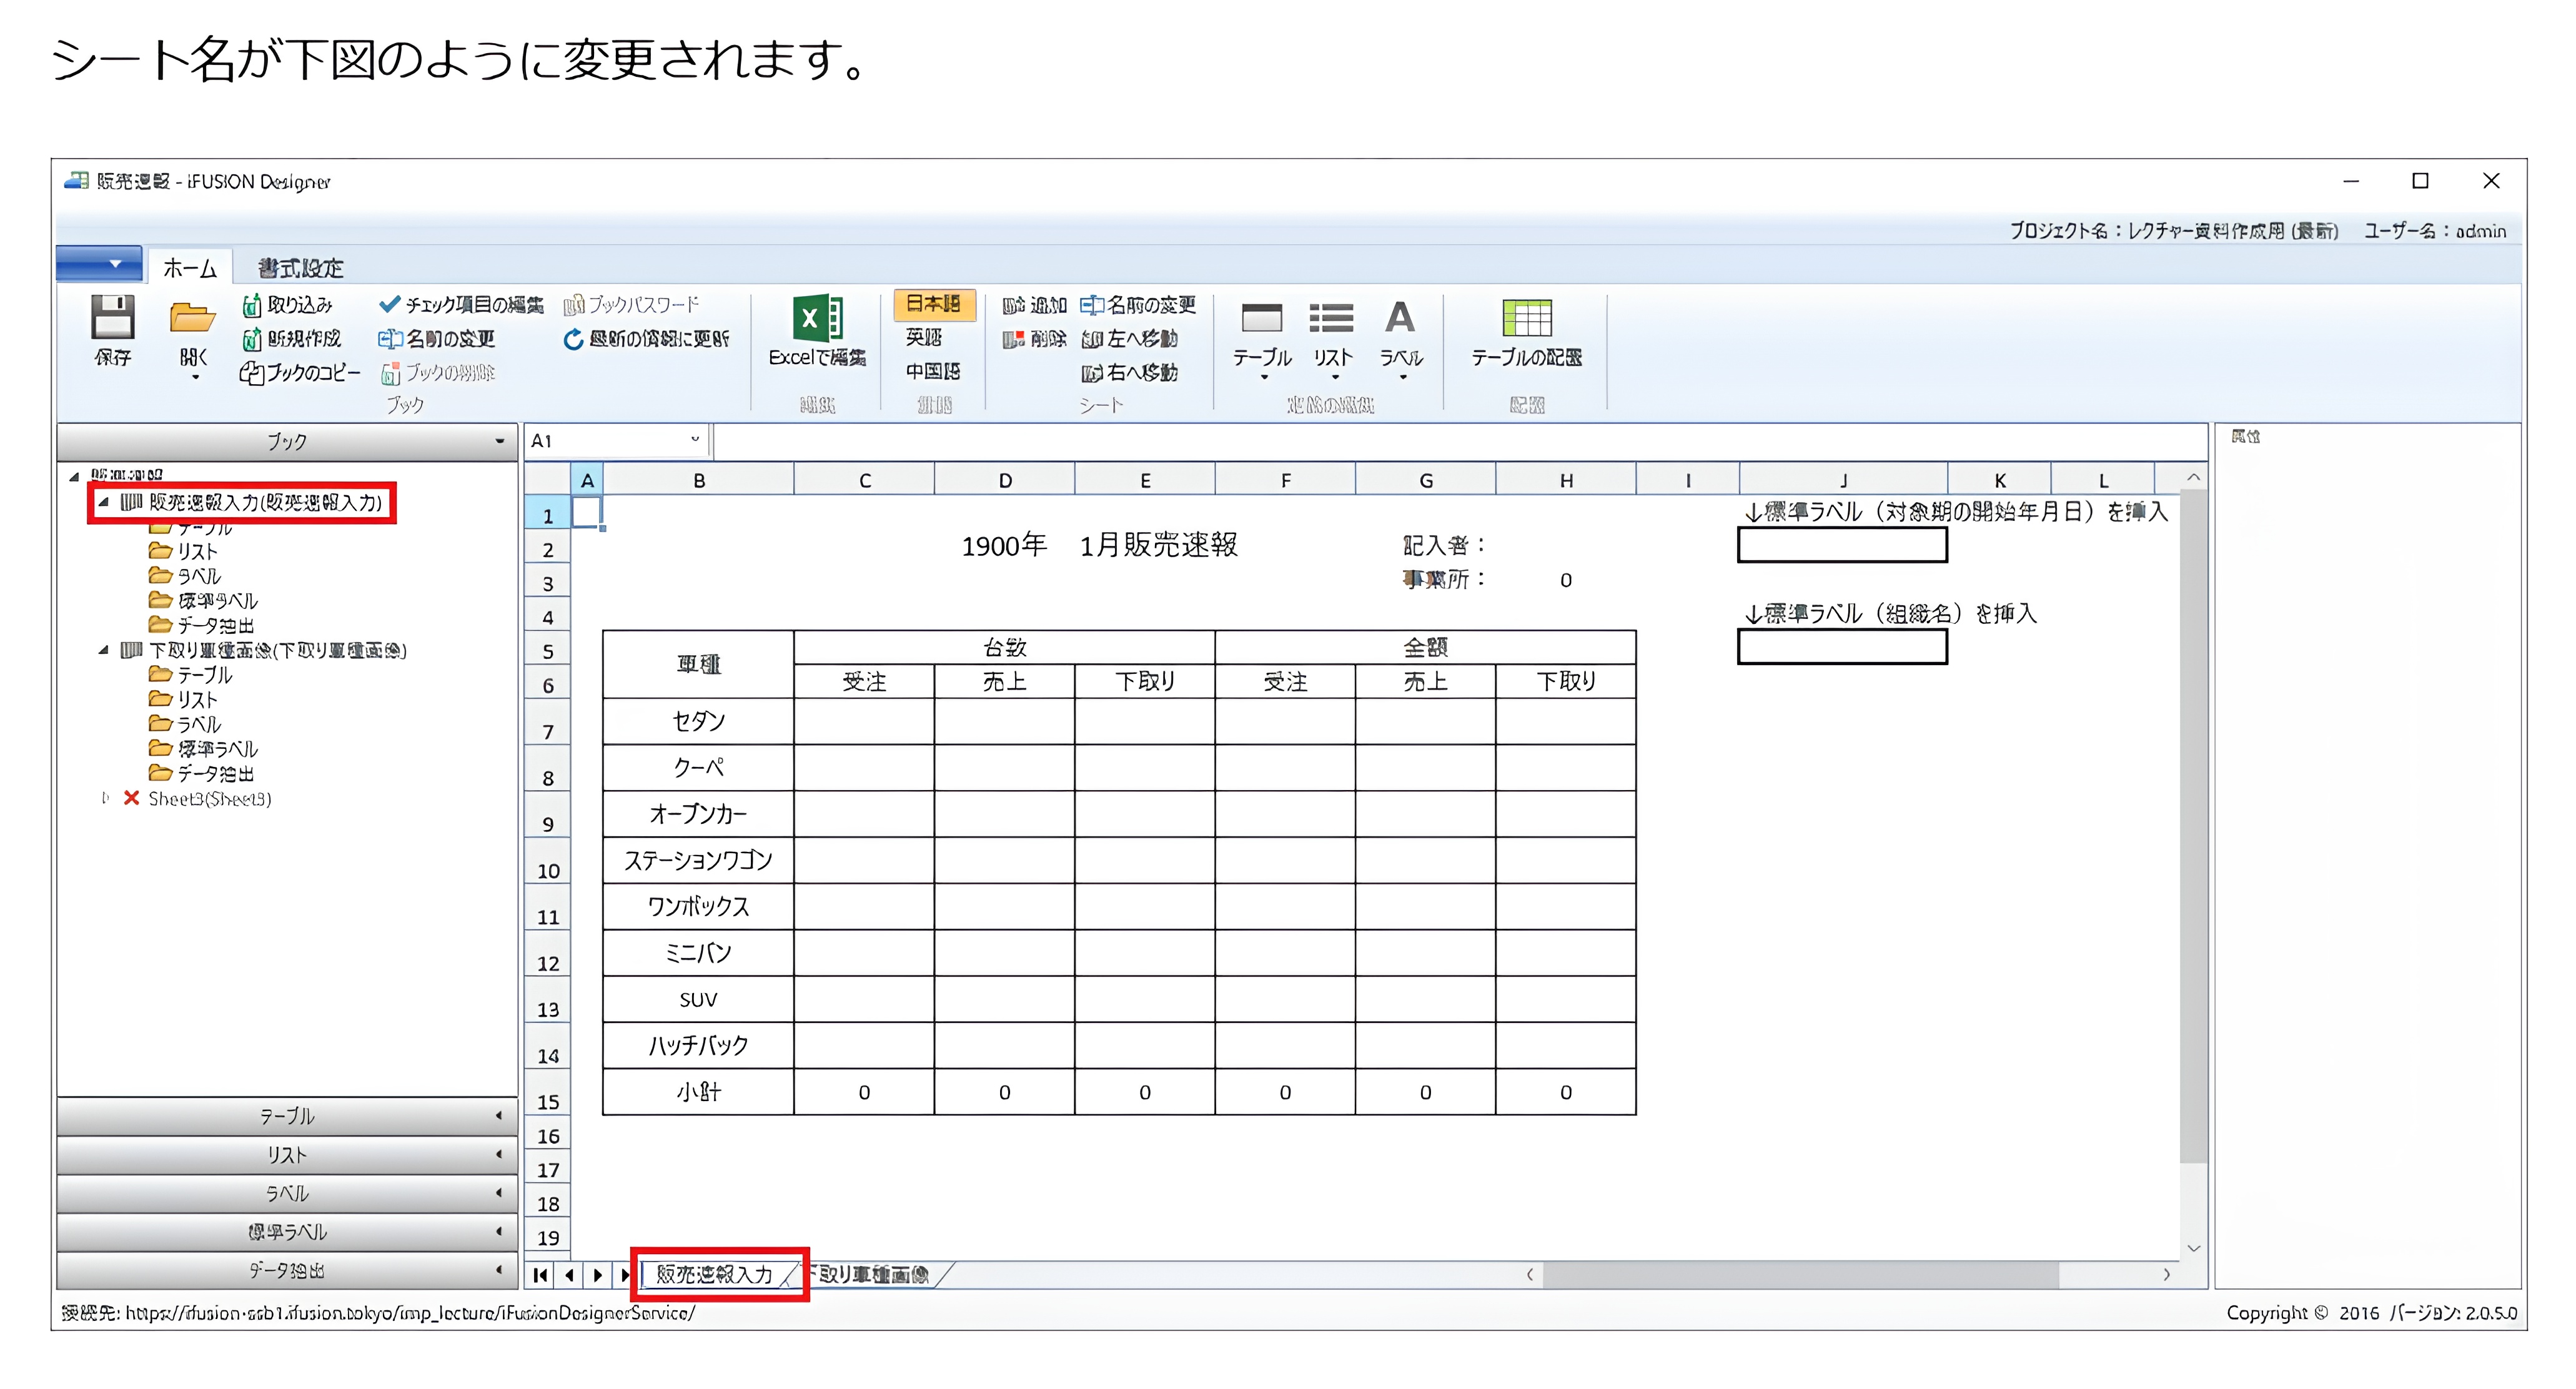 シート名が下図のように変更されます。
販売速報 - iFUSION Designer
プロジェクト名：レクチャー資料作成用 (最新) ユーザー名：admin
ホーム 書式設定
保存
開く
取り込み
新規作成
ブックのコピー
チェック項目の編集
名前の変更
ブックの削除
ブックパスワード
最新の情報に更新
ブック
Excelで編集
編集
日本語
英語
中国語
言語
追加
削除
名前の変更
左へ移動
右へ移動
シート
テーブル リスト ラベル
定義の編集
テーブルの配置
配置
ブック
販売速報入力(販売速報入力)
テーブル
リスト
ラベル
標準ラベル
データ抽出
下取り車種画像(下取り車種画像)
テーブル
リスト
ラベル
標準ラベル
データ抽出
Sheet3(Sheet3)
テーブル
リスト
ラベル
標準ラベル
データ抽出
A1
A B C D E F G H I J K L
1 ↓標準ラベル（対象期の開始年月日）を挿入
2 1900年 1月販売速報 記入者：
3 事業所： 0
4 ↓標準ラベル（組織名）を挿入
5 車種 台数 金額
6 受注 売上 下取り 受注 売上 下取り
7 セダン
8 クーペ
9 オープンカー
10 ステーションワゴン
11 ワンボックス
12 ミニバン
13 SUV
14 ハッチバック
15 小計 0 0 0 0 0 0
16
17
18
19
販売速報入力 下取り車種画像
属性
接続先: https://ifusion-ssb1.ifusion.tokyo/imp_lecture/iFusionDesignerService/
Copyright © 2016 バージョン: 2.0.5.0